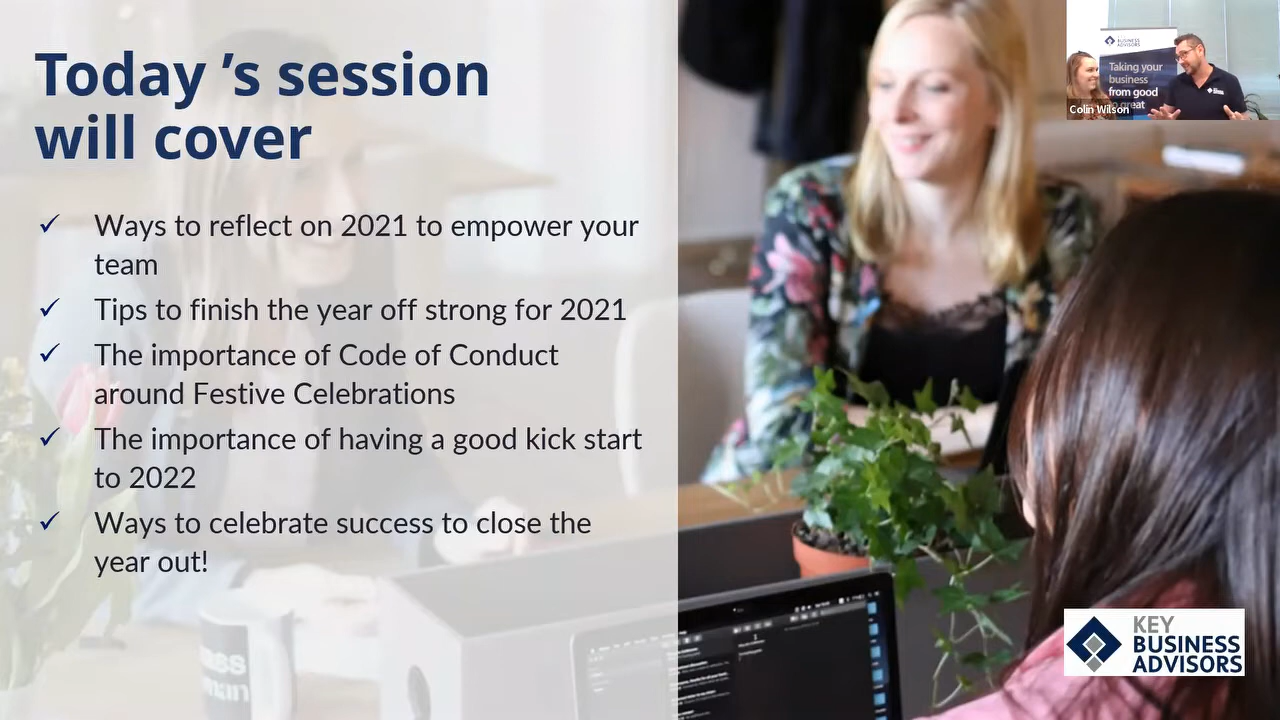 Today ’s session
will cover
✓ Ways to reflect on 2021 to empower your
team
✓ Tips to finish the year off strong for 2021
✓ The importance of Code of Conduct
around Festive Celebrations
✓ The importance of having a good kick start
to 2022
✓ Ways to celebrate success to close the
year out!
BUSINESS
ADVISORS
Taking your
business
from good
to great
Colin Wilson
KEY
BUSINESS
ADVISORS